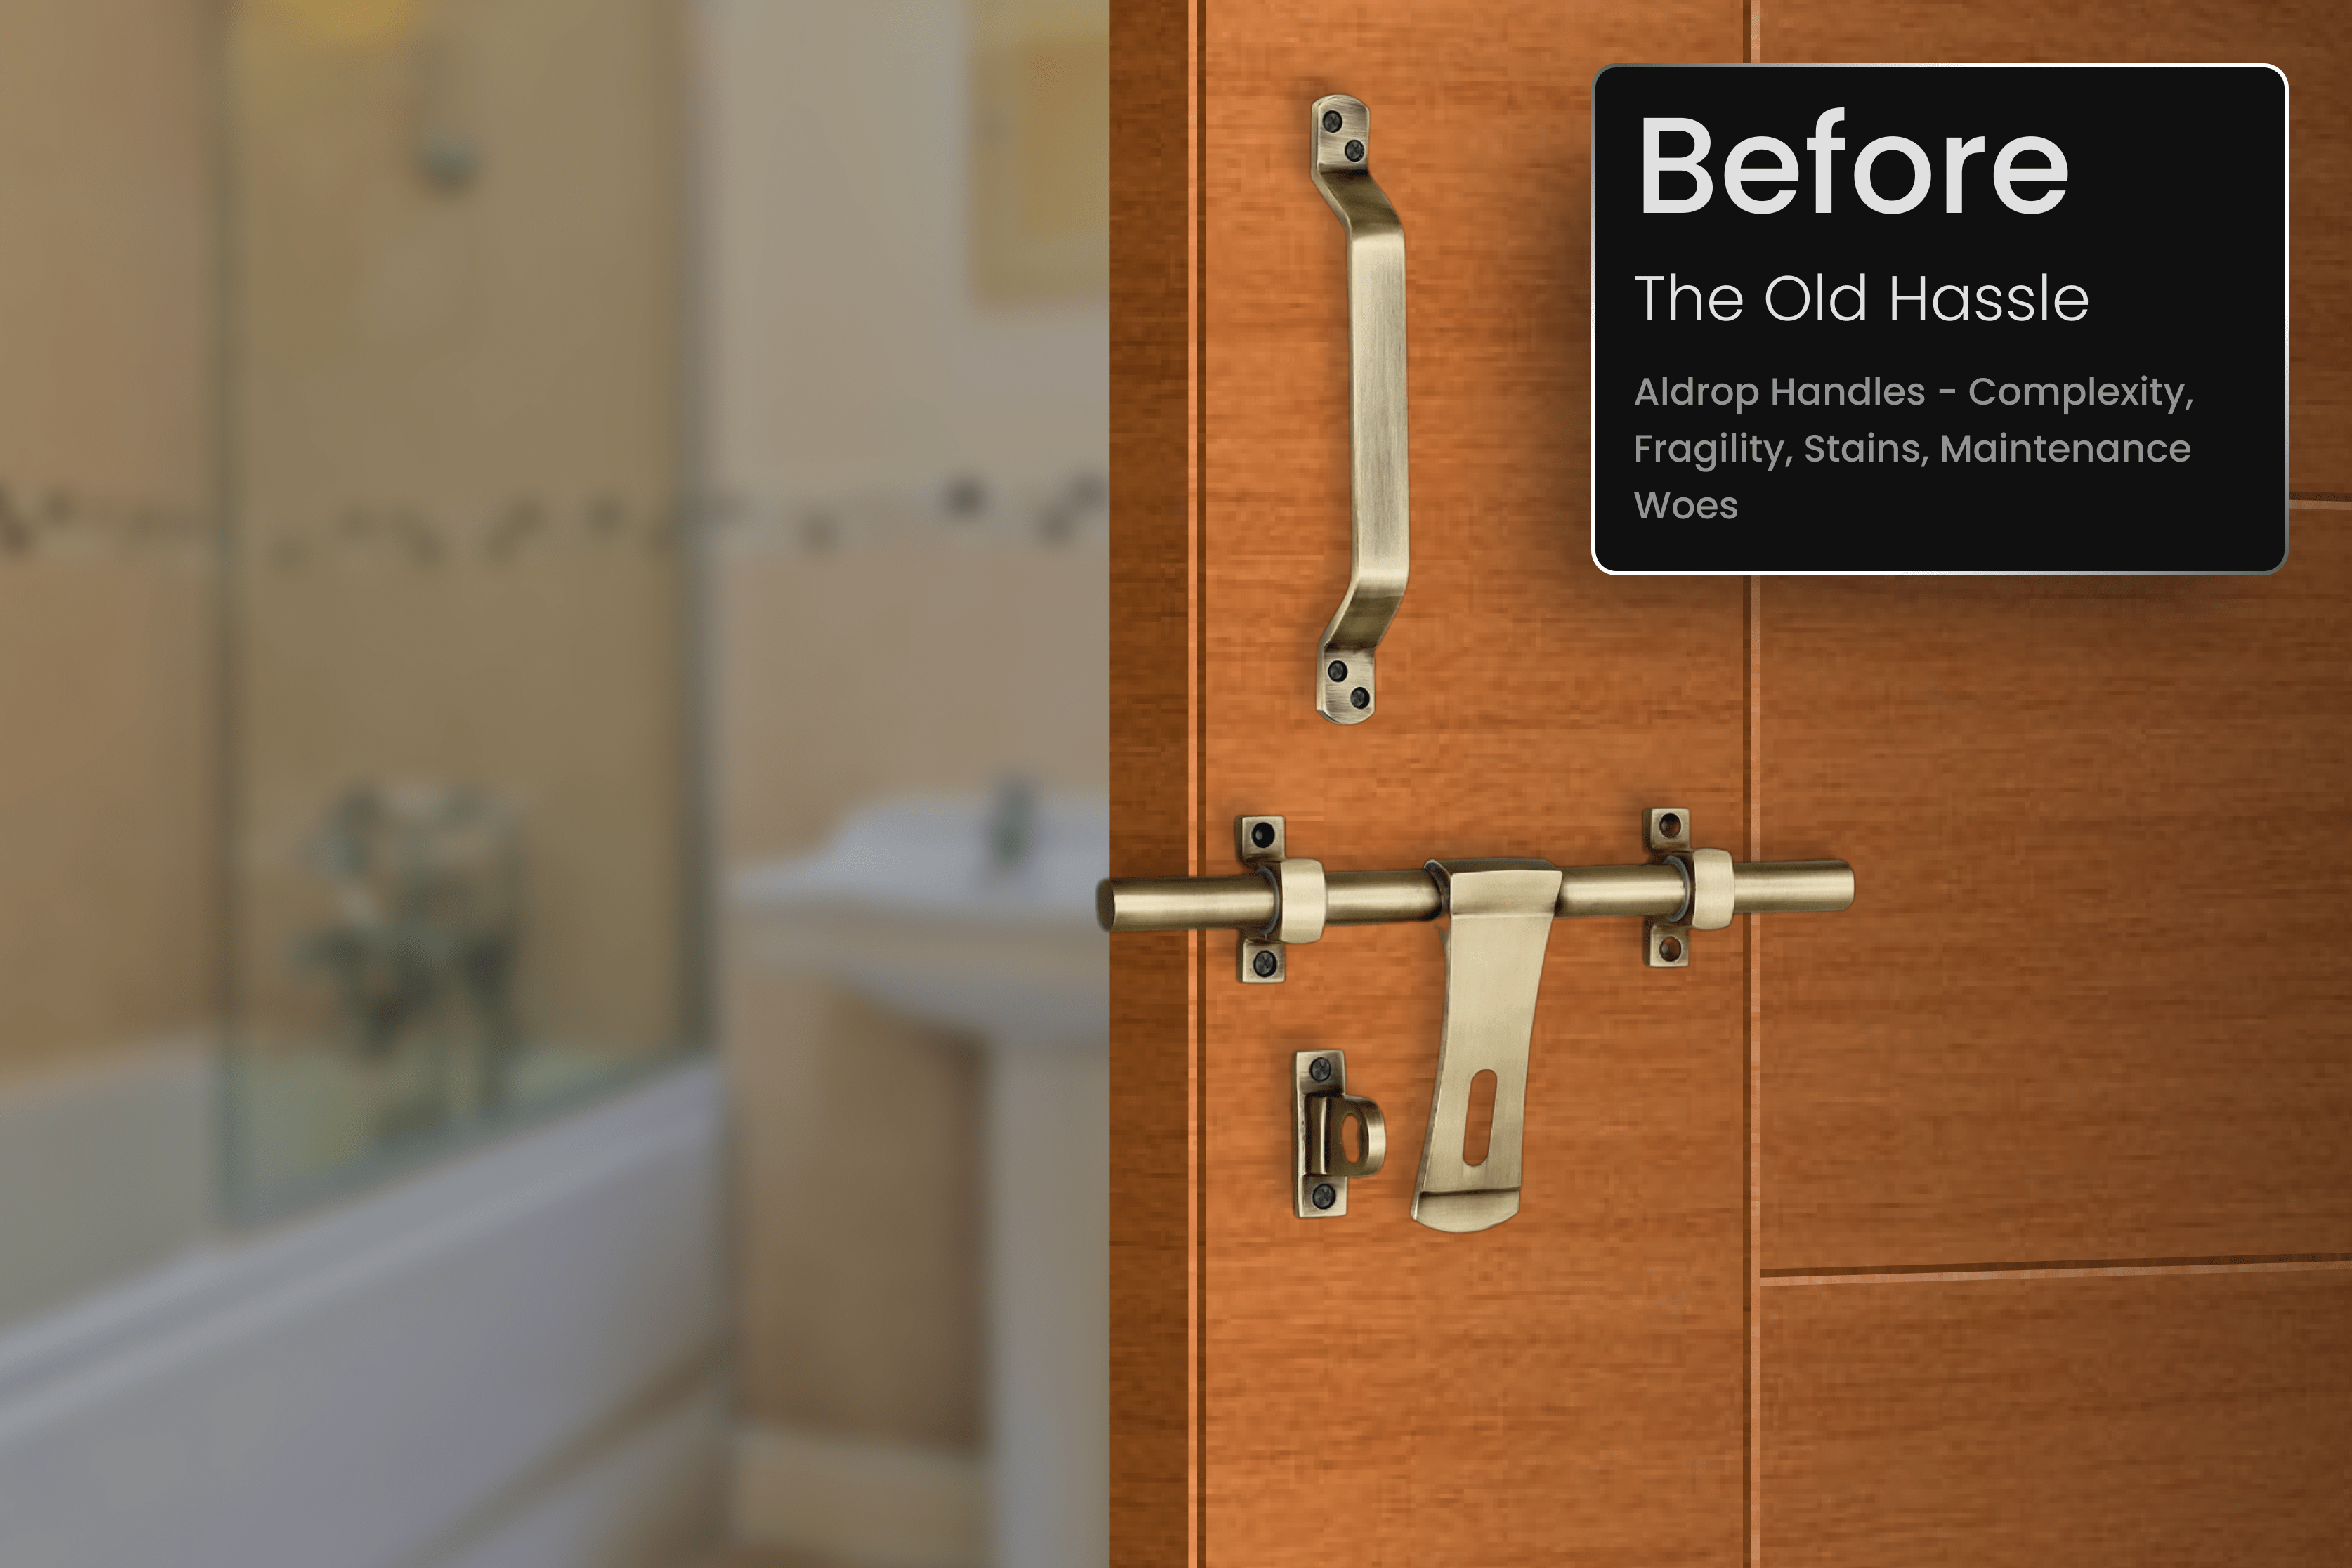 Before
The Old Hassle
Aldrop Handles - Complexity,
Fragility, Stains, Maintenance
Woes